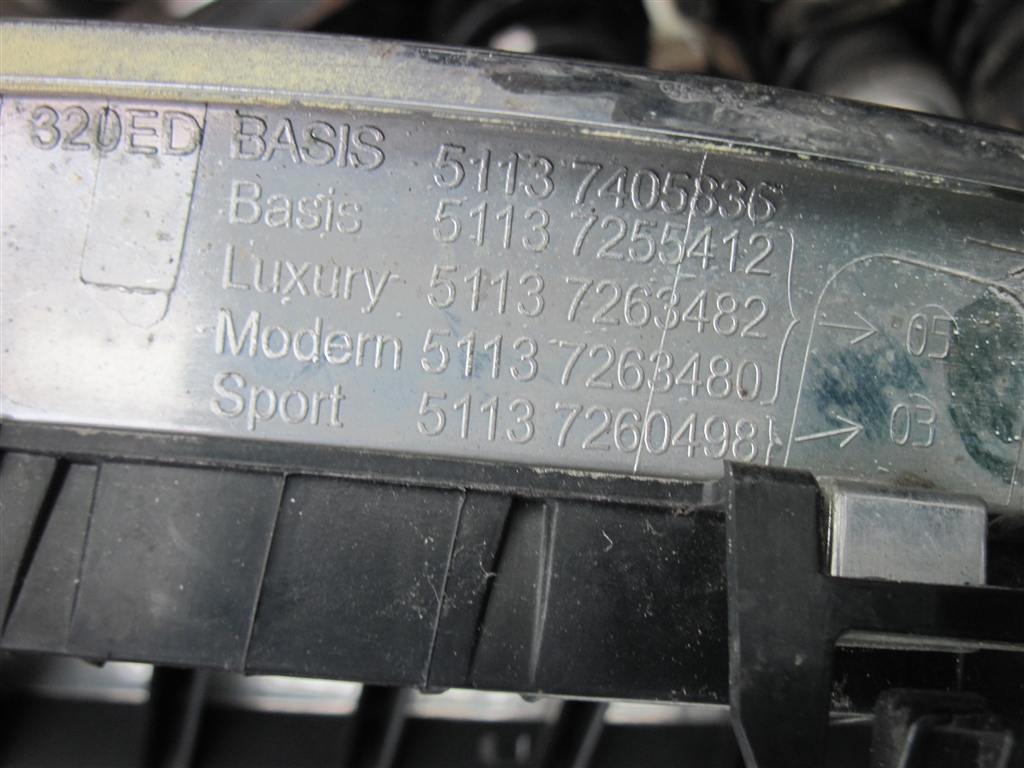 320ED BASIS 5113 7405836
Basis 5113 7255412
Luxury 5113 7263482 → 05
Modern 5113 7263480
Sport 5113 7260498 → 03